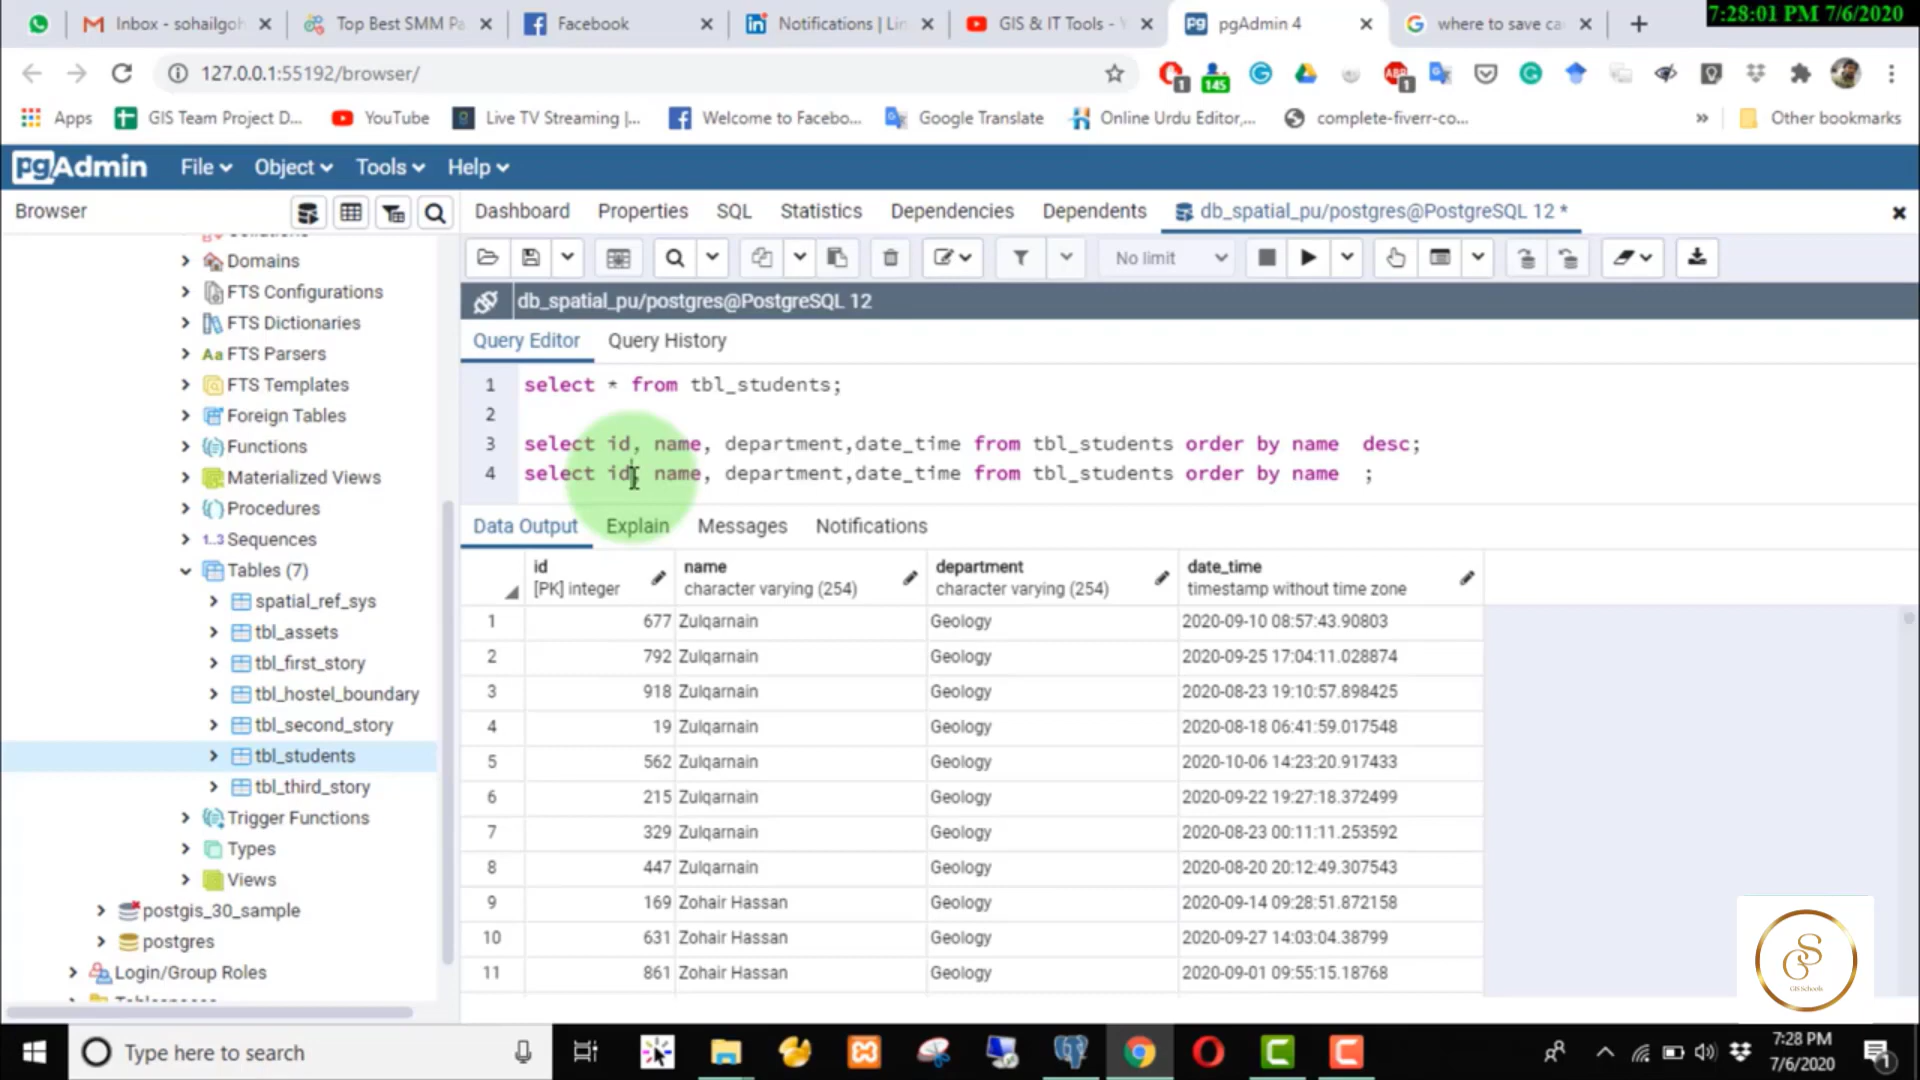 7:28:01 PM 7/6/2020
Inbox - sohailgoh
Top Best SMM Pa
Facebook
Notifications | Lin
GIS & IT Tools - Y
pgAdmin 4
where to save ca
127.0.0.1:55192/browser/
1
145
ABP
1
Apps
GIS Team Project D...
YouTube
Live TV Streaming |...
Welcome to Facebo...
Google Translate
Online Urdu Editor,...
complete-fiverr-co...
»
Other bookmarks
pgAdmin
File
Object
Tools
Help
Browser
Dashboard
Properties
SQL
Statistics
Dependencies
Dependents
db_spatial_pu/postgres@PostgreSQL 12 *
No limit
db_spatial_pu/postgres@PostgreSQL 12
Query Editor
Query History
1 select * from tbl_students;
2
3 select id, name, department,date_time from tbl_students order by name desc;
4 select id, name, department,date_time from tbl_students order by name ;
Domains
FTS Configurations
FTS Dictionaries
Aa FTS Parsers
FTS Templates
Foreign Tables
Functions
Materialized Views
Procedures
1..3 Sequences
Tables (7)
spatial_ref_sys
tbl_assets
tbl_first_story
tbl_hostel_boundary
tbl_second_story
tbl_students
tbl_third_story
Trigger Functions
Types
Views
postgis_30_sample
postgres
Login/Group Roles
Data Output
Explain
Messages
Notifications
id name department date_time
[PK] integer character varying (254) character varying (254) timestamp without time zone
1 677 Zulqarnain Geology 2020-09-10 08:57:43.90803
2 792 Zulqarnain Geology 2020-09-25 17:04:11.028874
3 918 Zulqarnain Geology 2020-08-23 19:10:57.898425
4 19 Zulqarnain Geology 2020-08-18 06:41:59.017548
5 562 Zulqarnain Geology 2020-10-06 14:23:20.917433
6 215 Zulqarnain Geology 2020-09-22 19:27:18.372499
7 329 Zulqarnain Geology 2020-08-23 00:11:11.253592
8 447 Zulqarnain Geology 2020-08-20 20:12:49.307543
9 169 Zohair Hassan Geology 2020-09-14 09:28:51.872158
10 631 Zohair Hassan Geology 2020-09-27 14:03:04.38799
11 861 Zohair Hassan Geology 2020-09-01 09:55:15.18768
GIS Schools
Type here to search
7:28 PM
7/6/2020
1